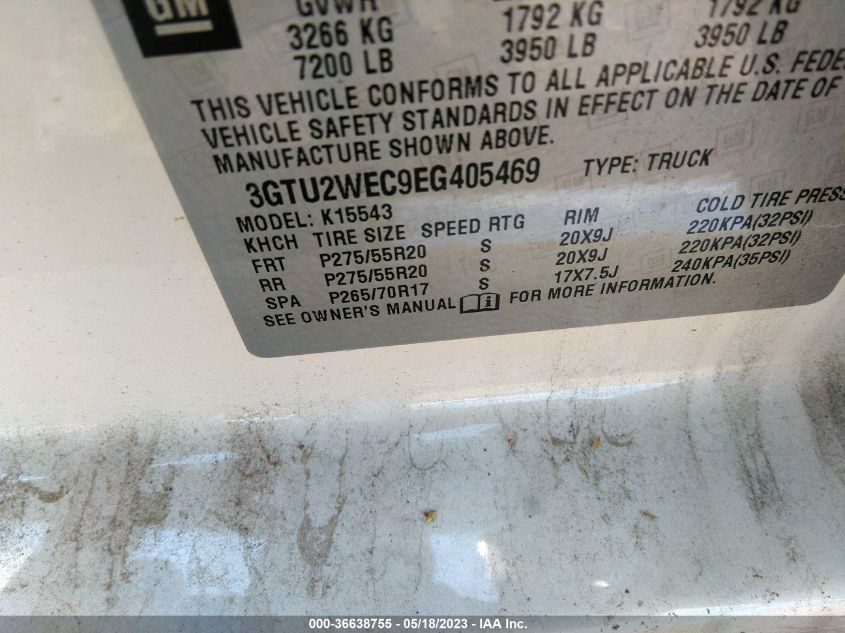 GM
GVWR
3266 KG 1792 KG 1792 KG
7200 LB 3950 LB 3950 LB
THIS VEHICLE CONFORMS TO ALL APPLICABLE U.S. FEDE
VEHICLE SAFETY STANDARDS IN EFFECT ON THE DATE OF
MANUFACTURE SHOWN ABOVE.
3GTU2WEC9EG405469 TYPE: TRUCK
MODEL: K15543
KHCH TIRE SIZE SPEED RTG RIM COLD TIRE PRESS
FRT P275/55R20 S 20X9J 220KPA(32PSI)
RR P275/55R20 S 20X9J 220KPA(32PSI)
SPA P265/70R17 S 17X7.5J 240KPA(35PSI)
SEE OWNER'S MANUAL i FOR MORE INFORMATION.
000-36638755 - 05/18/2023 - IAA Inc.